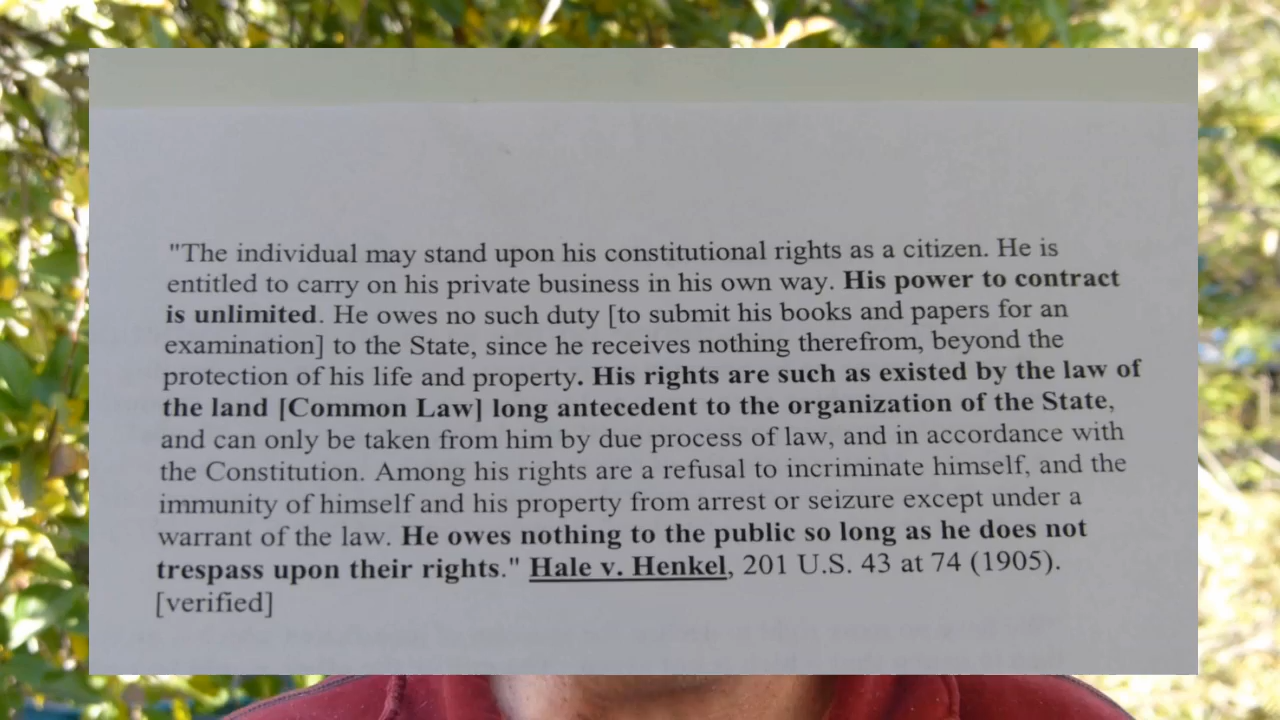 "The individual may stand upon his constitutional rights as a citizen. He is
entitled to carry on his private business in his own way. His power to contract
is unlimited. He owes no such duty [to submit his books and papers for an
examination] to the State, since he receives nothing therefrom, beyond the
protection of his life and property. His rights are such as existed by the law of
the land [Common Law] long antecedent to the organization of the State,
and can only be taken from him by due process of law, and in accordance with
the Constitution. Among his rights are a refusal to incriminate himself, and the
immunity of himself and his property from arrest or seizure except under a
warrant of the law. He owes nothing to the public so long as he does not
trespass upon their rights." Hale v. Henkel, 201 U.S. 43 at 74 (1905).
[verified]